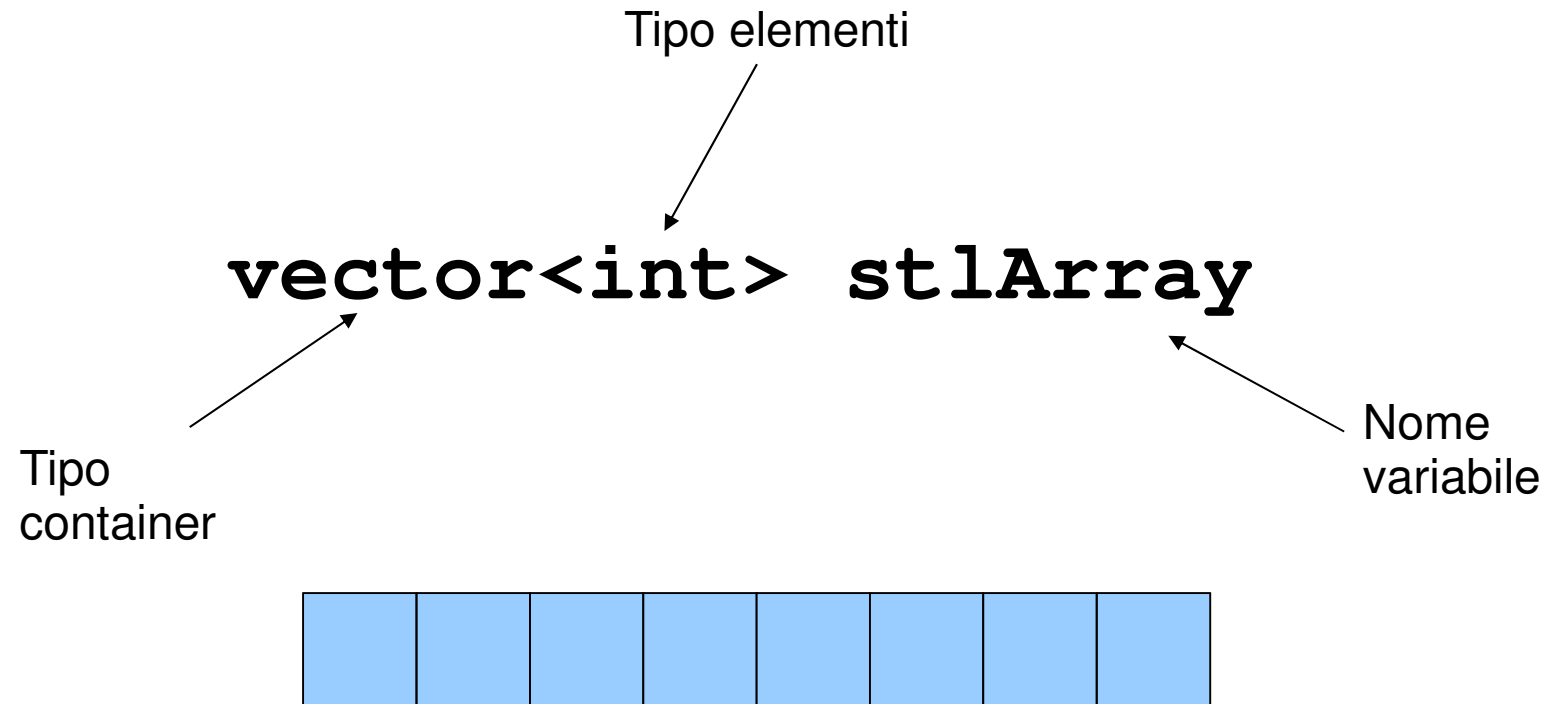 Tipo elementi
vector<int> stlArray
Tipo
container
Nome
variabile